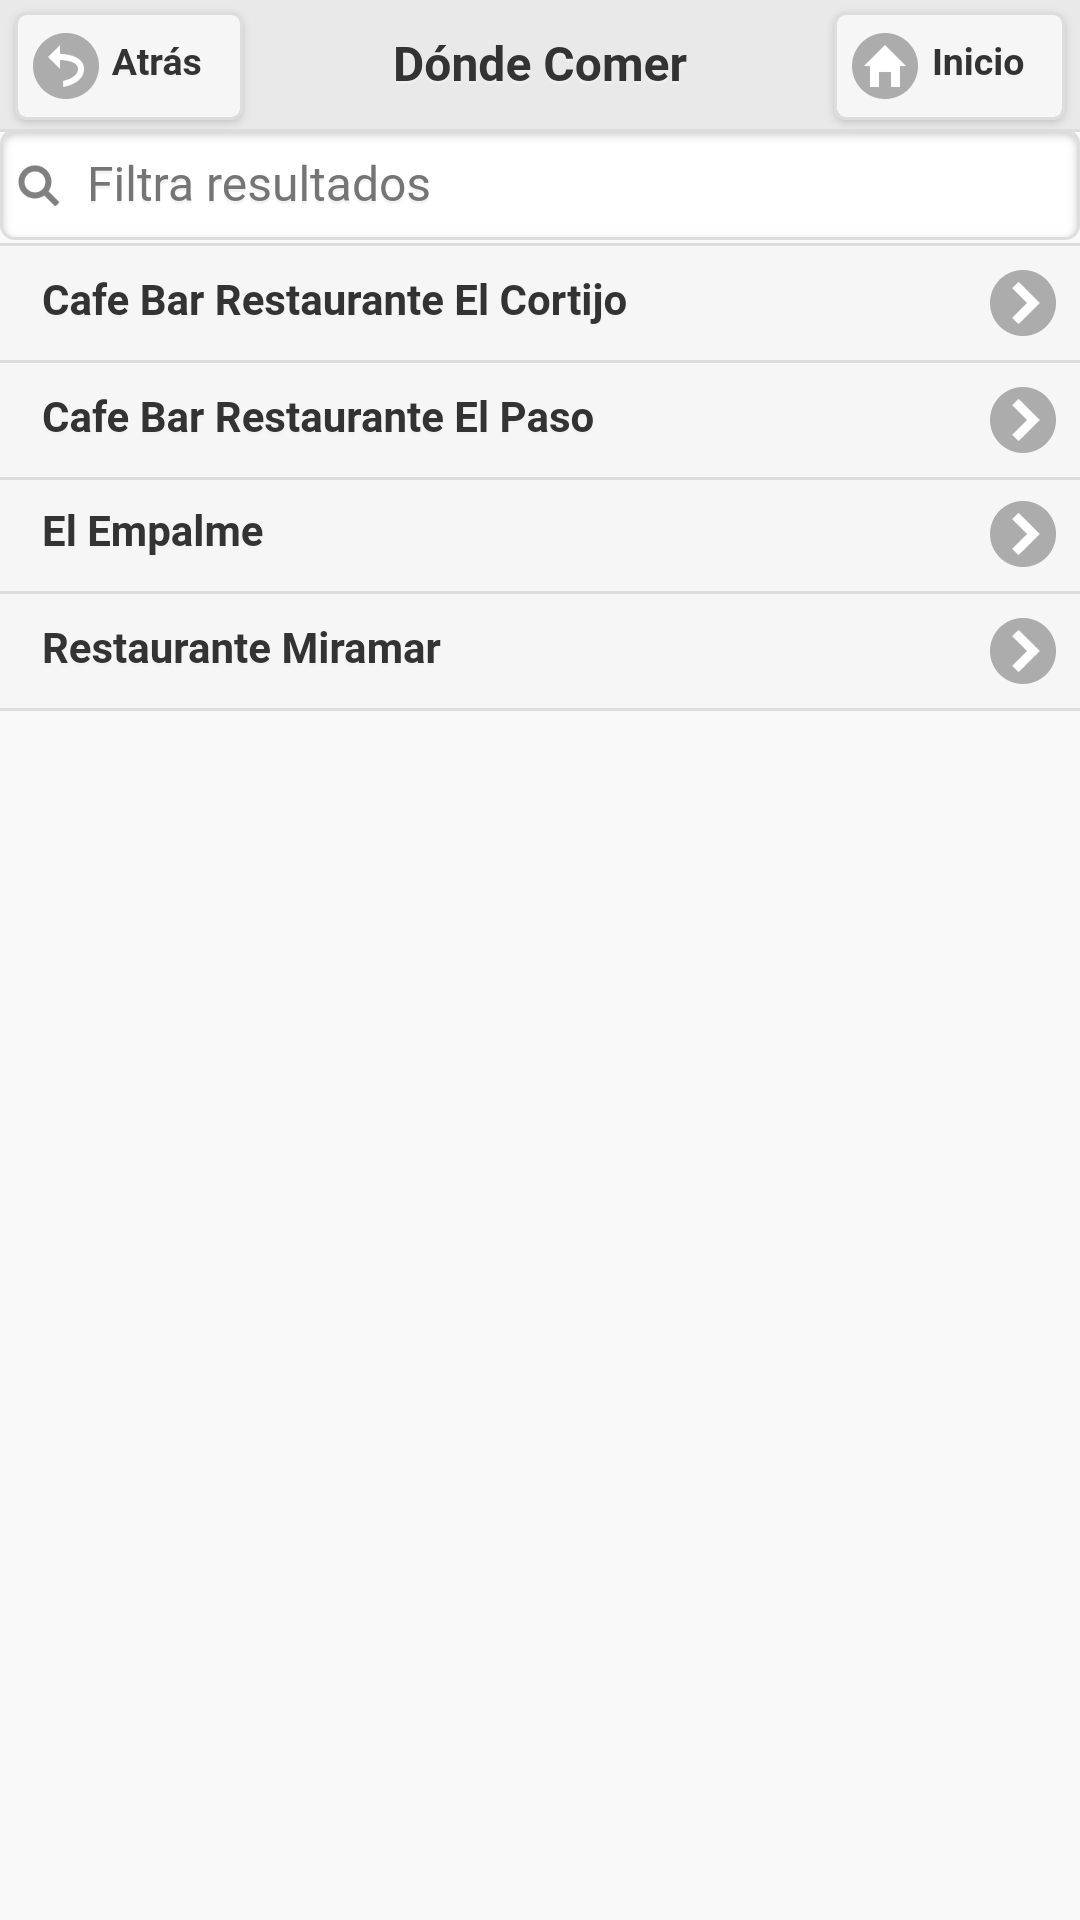 Atrás
Dónde Comer
Inicio
Filtra resultados
Cafe Bar Restaurante El Cortijo
Cafe Bar Restaurante El Paso
El Empalme
Restaurante Miramar